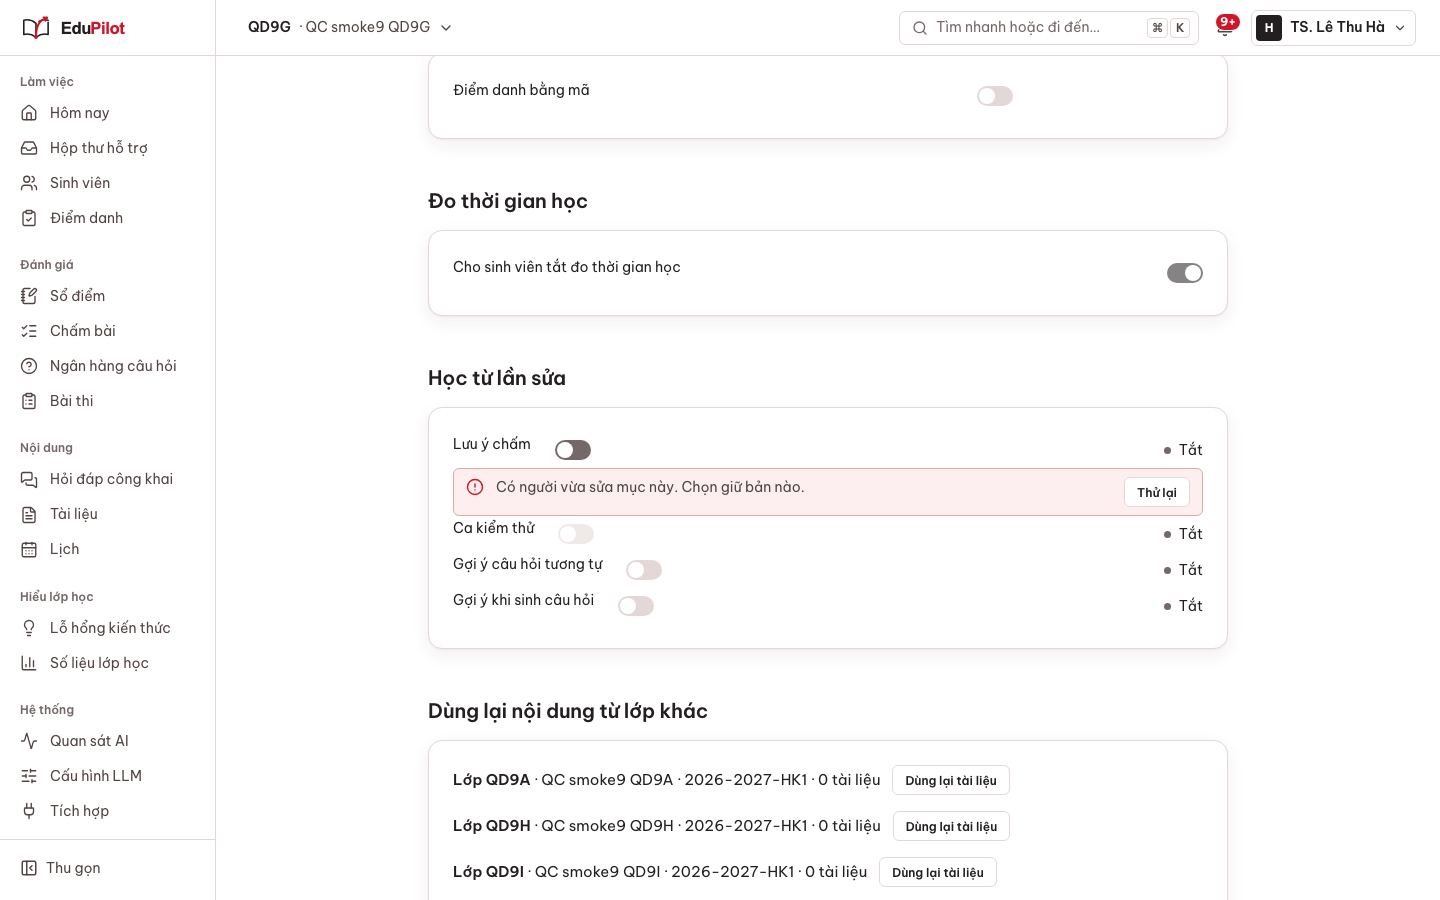 EduPilot
QD9G · QC smoke9 QD9G
Tìm nhanh hoặc đi đến... ⌘ K
9+
H TS. Lê Thu Hà
Làm việc
Hôm nay
Hộp thư hỗ trợ
Sinh viên
Điểm danh
Đánh giá
Sổ điểm
Chấm bài
Ngân hàng câu hỏi
Bài thi
Nội dung
Hỏi đáp công khai
Tài liệu
Lịch
Hiểu lớp học
Lỗ hổng kiến thức
Số liệu lớp học
Hệ thống
Quan sát AI
Cấu hình LLM
Tích hợp
Thu gọn
Điểm danh bằng mã
Đo thời gian học
Cho sinh viên tắt đo thời gian học
Học từ lần sửa
Lưu ý chấm Tắt
Có người vừa sửa mục này. Chọn giữ bản nào. Thử lại
Ca kiểm thử Tắt
Gợi ý câu hỏi tương tự Tắt
Gợi ý khi sinh câu hỏi Tắt
Dùng lại nội dung từ lớp khác
Lớp QD9A · QC smoke9 QD9A · 2026-2027-HK1 · 0 tài liệu Dùng lại tài liệu
Lớp QD9H · QC smoke9 QD9H · 2026-2027-HK1 · 0 tài liệu Dùng lại tài liệu
Lớp QD9I · QC smoke9 QD9I · 2026-2027-HK1 · 0 tài liệu Dùng lại tài liệu